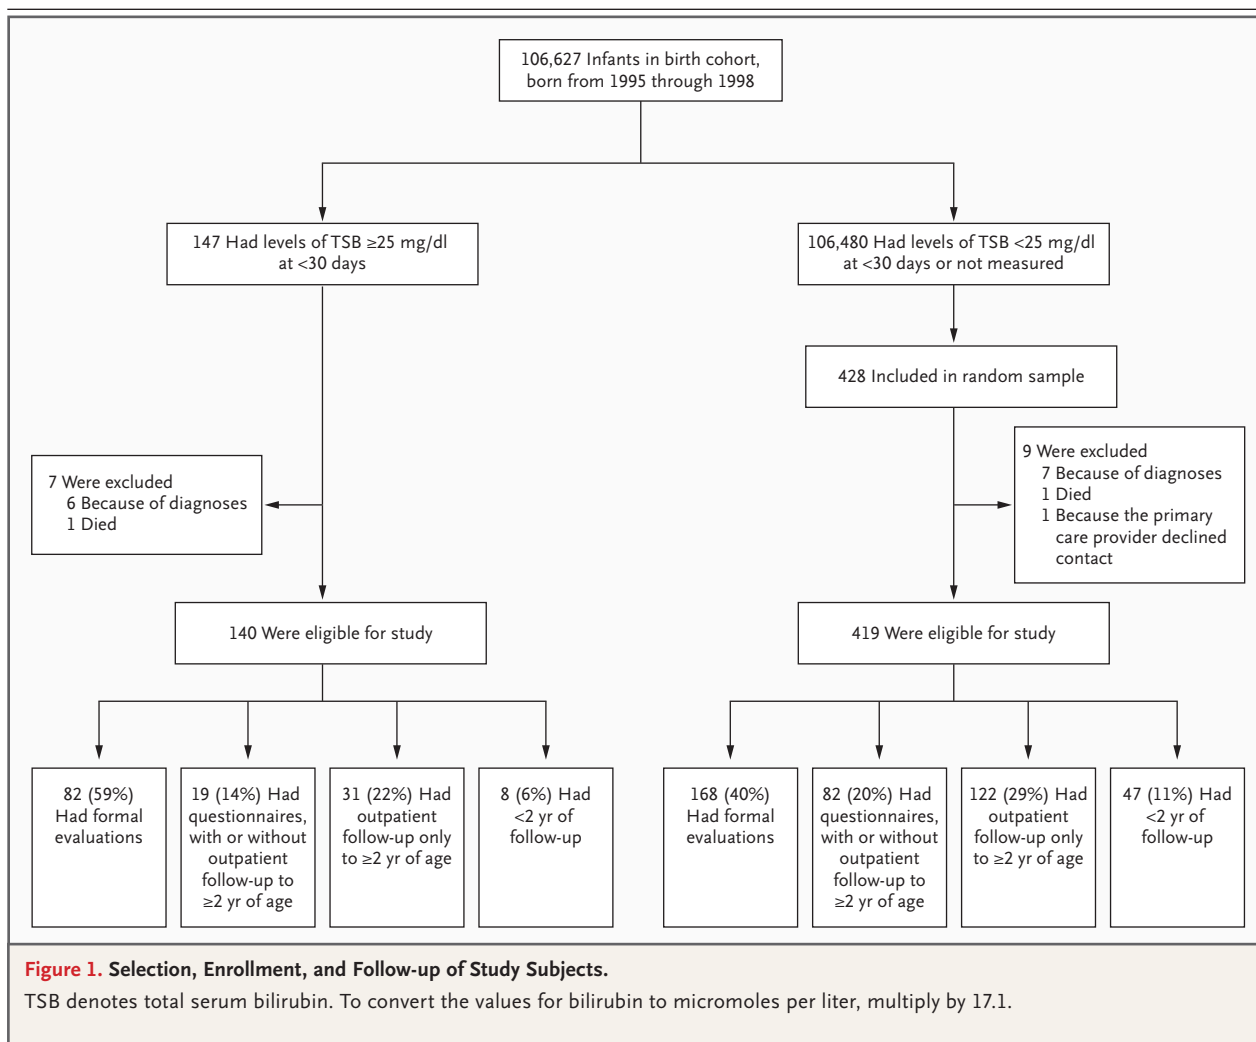 106,627 Infants in birth cohort,
born from 1995 through 1998
147 Had levels of TSB ≥25 mg/dl
at <30 days
106,480 Had levels of TSB <25 mg/dl
at <30 days or not measured
428 Included in random sample
7 Were excluded
6 Because of diagnoses
1 Died
9 Were excluded
7 Because of diagnoses
1 Died
1 Because the primary
care provider declined
contact
140 Were eligible for study
419 Were eligible for study
82 (59%)
Had formal
evaluations
19 (14%) Had
questionnaires,
with or without
outpatient
follow-up to
≥2 yr of age
31 (22%) Had
outpatient
follow-up only
to ≥2 yr of age
8 (6%) Had
<2 yr of
follow-up
168 (40%)
Had formal
evaluations
82 (20%) Had
questionnaires,
with or without
outpatient
follow-up to
≥2 yr of age
122 (29%) Had
outpatient
follow-up only
to ≥2 yr of age
47 (11%) Had
<2 yr of
follow-up
Figure 1. Selection, Enrollment, and Follow-up of Study Subjects.
TSB denotes total serum bilirubin. To convert the values for bilirubin to micromoles per liter, multiply by 17.1.